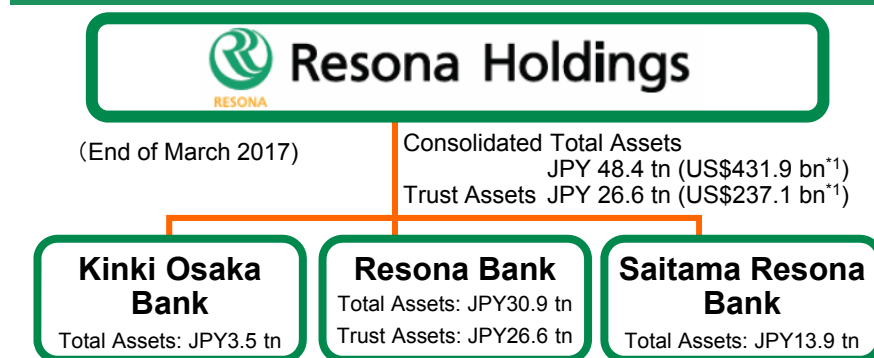 RESONA
Resona Holdings
（End of March 2017)
Consolidated Total Assets
JPY 48.4 tn (US$431.9 bn*1)
Trust Assets JPY 26.6 tn (US$237.1 bn*1)
Kinki Osaka
Bank
Total Assets: JPY3.5 tn
Resona Bank
Total Assets: JPY30.9 tn
Trust Assets: JPY26.6 tn
Saitama Resona
Bank
Total Assets: JPY13.9 tn